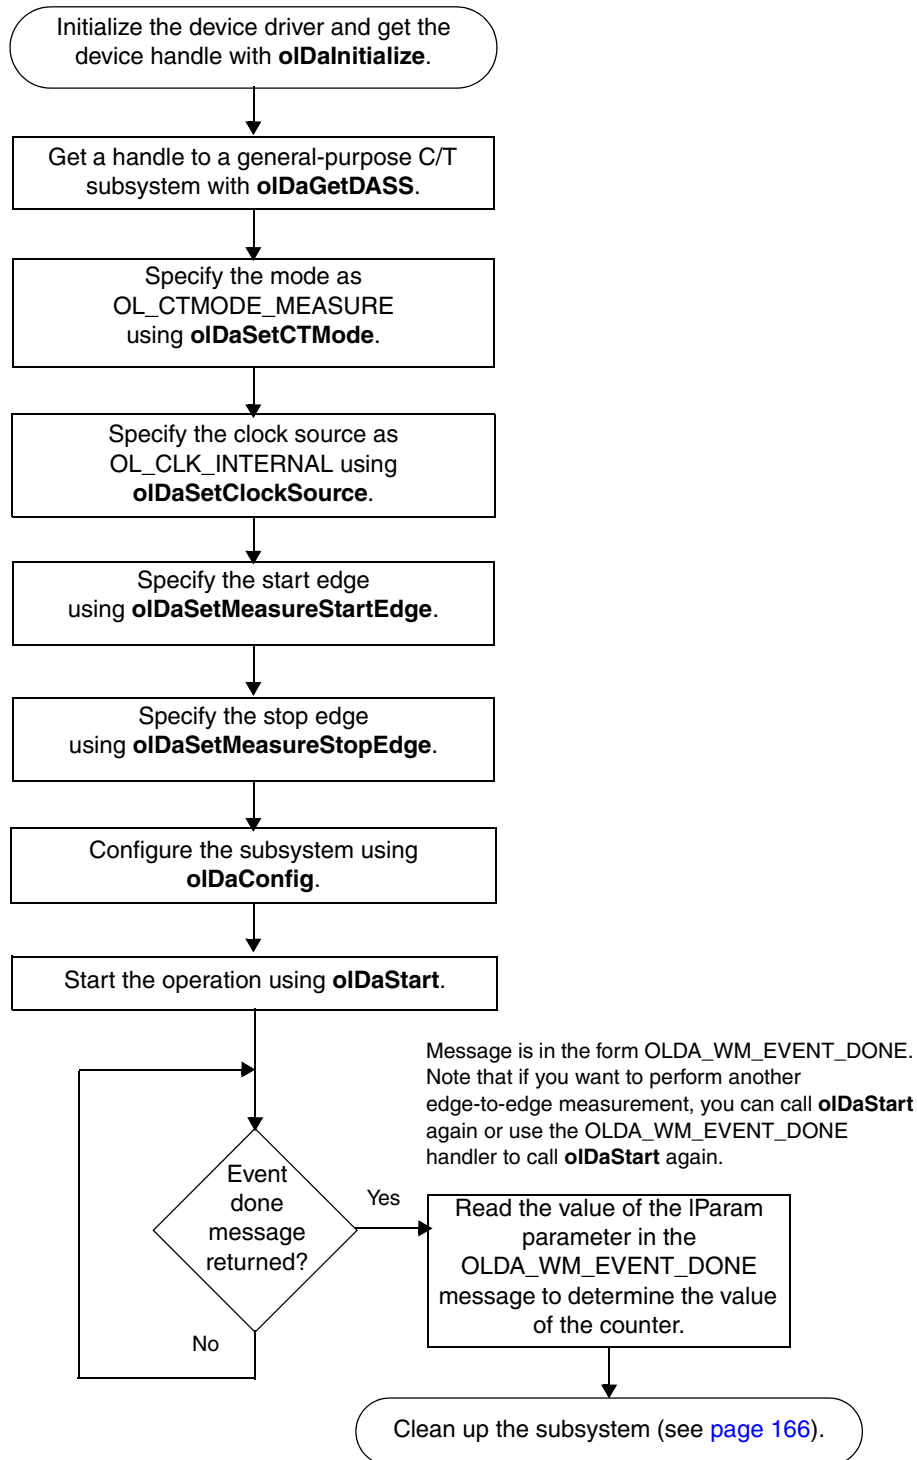 Initialize the device driver and get the
device handle with olDaInitialize.
Get a handle to a general-purpose C/T
subsystem with olDaGetDASS.
Specify the mode as
OL_CTMODE_MEASURE
using olDaSetCTMode.
Specify the clock source as
OL_CLK_INTERNAL using
olDaSetClockSource.
Specify the start edge
using olDaSetMeasureStartEdge.
Specify the stop edge
using olDaSetMeasureStopEdge.
Configure the subsystem using
olDaConfig.
Start the operation using olDaStart.
Message is in the form OLDA_WM_EVENT_DONE.
Note that if you want to perform another
edge-to-edge measurement, you can call olDaStart
again or use the OLDA_WM_EVENT_DONE
handler to call olDaStart again.
Event
done
message
returned?
Yes
No
Read the value of the lParam
parameter in the
OLDA_WM_EVENT_DONE
message to determine the value
of the counter.
Clean up the subsystem (see page 166).